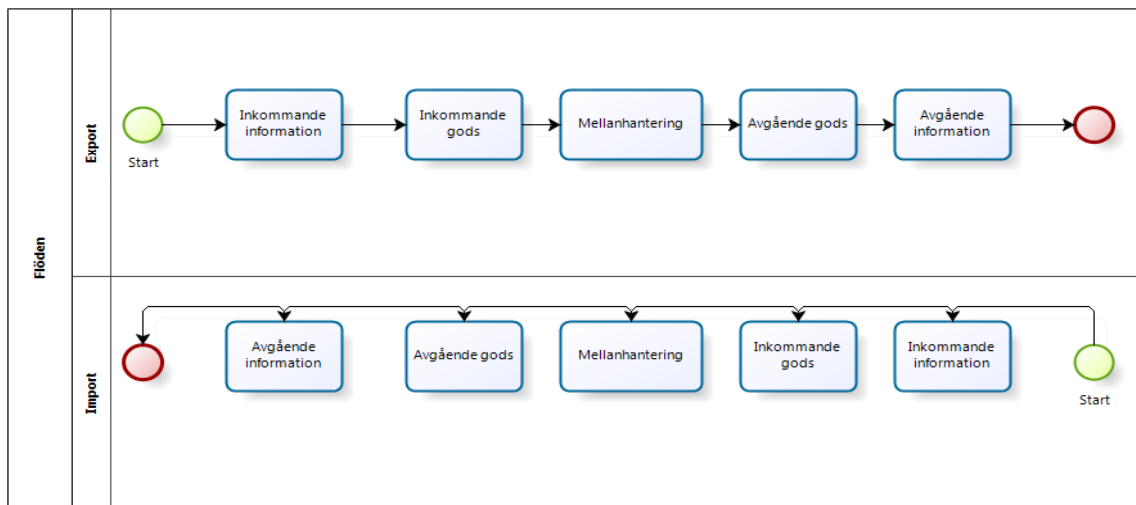 Flöden
Export
Start
Inkommande
information
Inkommande
gods
Mellanhantering
Avgående gods
Avgående
information
Import
Avgående
information
Avgående gods
Mellanhantering
Inkommande
gods
Inkommande
information
Start